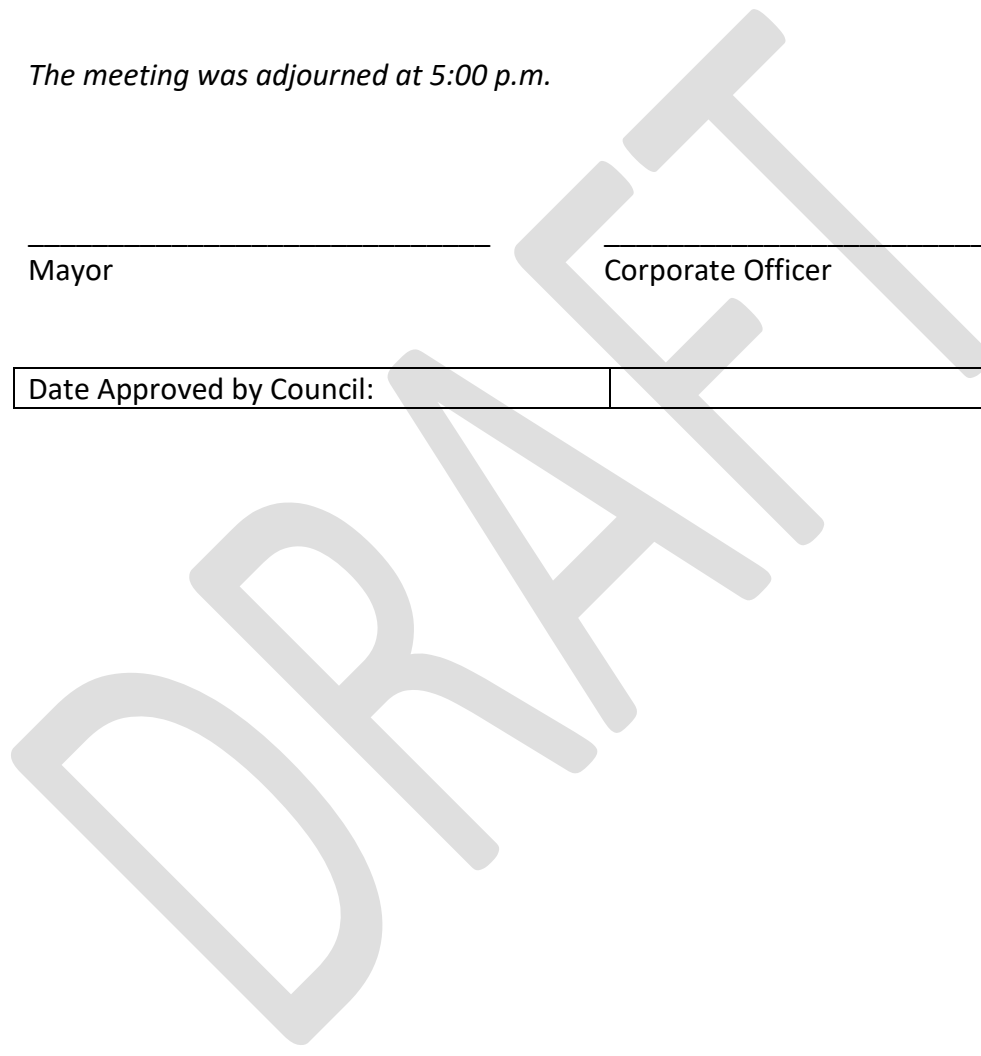 The meeting was adjourned at 5:00 p.m.
Mayor Corporate Officer
Date Approved by Council:
DRAFT